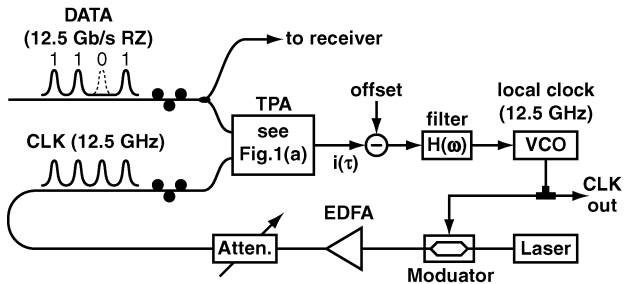 DATA
(12.5 Gb/s RZ)
1 1 0 1
to receiver
TPA
offset
local clock
(12.5 GHz)
filter
CLK (12.5 GHz)
see
Fig.1(a)
i(τ)
−
H(ω)
VCO
CLK
out
EDFA
Atten.
Laser
Moduator